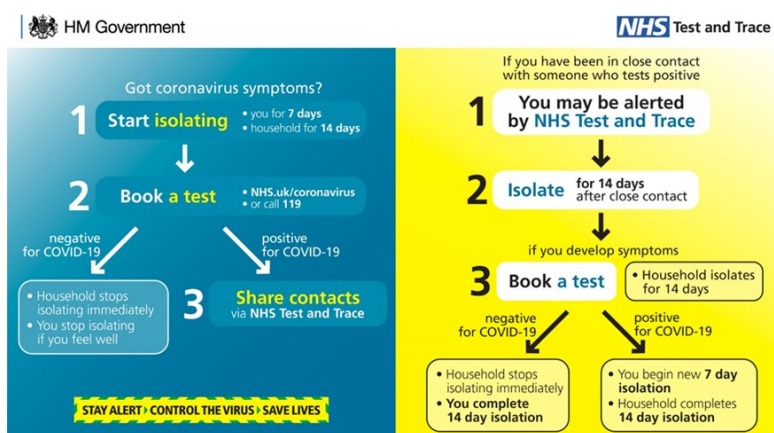 HM Government
NHS Test and Trace
Got coronavirus symptoms?
1
Start isolating
• you for 7 days
• household for 14 days
2
Book a test
• NHS.uk/coronavirus
• or call 119
negative
for COVID-19
positive
for COVID-19
• Household stops
isolating immediately
• You stop isolating
if you feel well
3
Share contacts
via NHS Test and Trace
STAY ALERT CONTROL THE VIRUS SAVE LIVES
If you have been in close contact
with someone who tests positive
1
You may be alerted
by NHS Test and Trace
2
Isolate
for 14 days
after close contact
if you develop symptoms
3
Book a test
• Household isolates
for 14 days
negative
for COVID-19
positive
for COVID-19
• Household stops
isolating immediately
• You complete
14 day isolation
• You begin new 7 day
isolation
• Household completes
14 day isolation